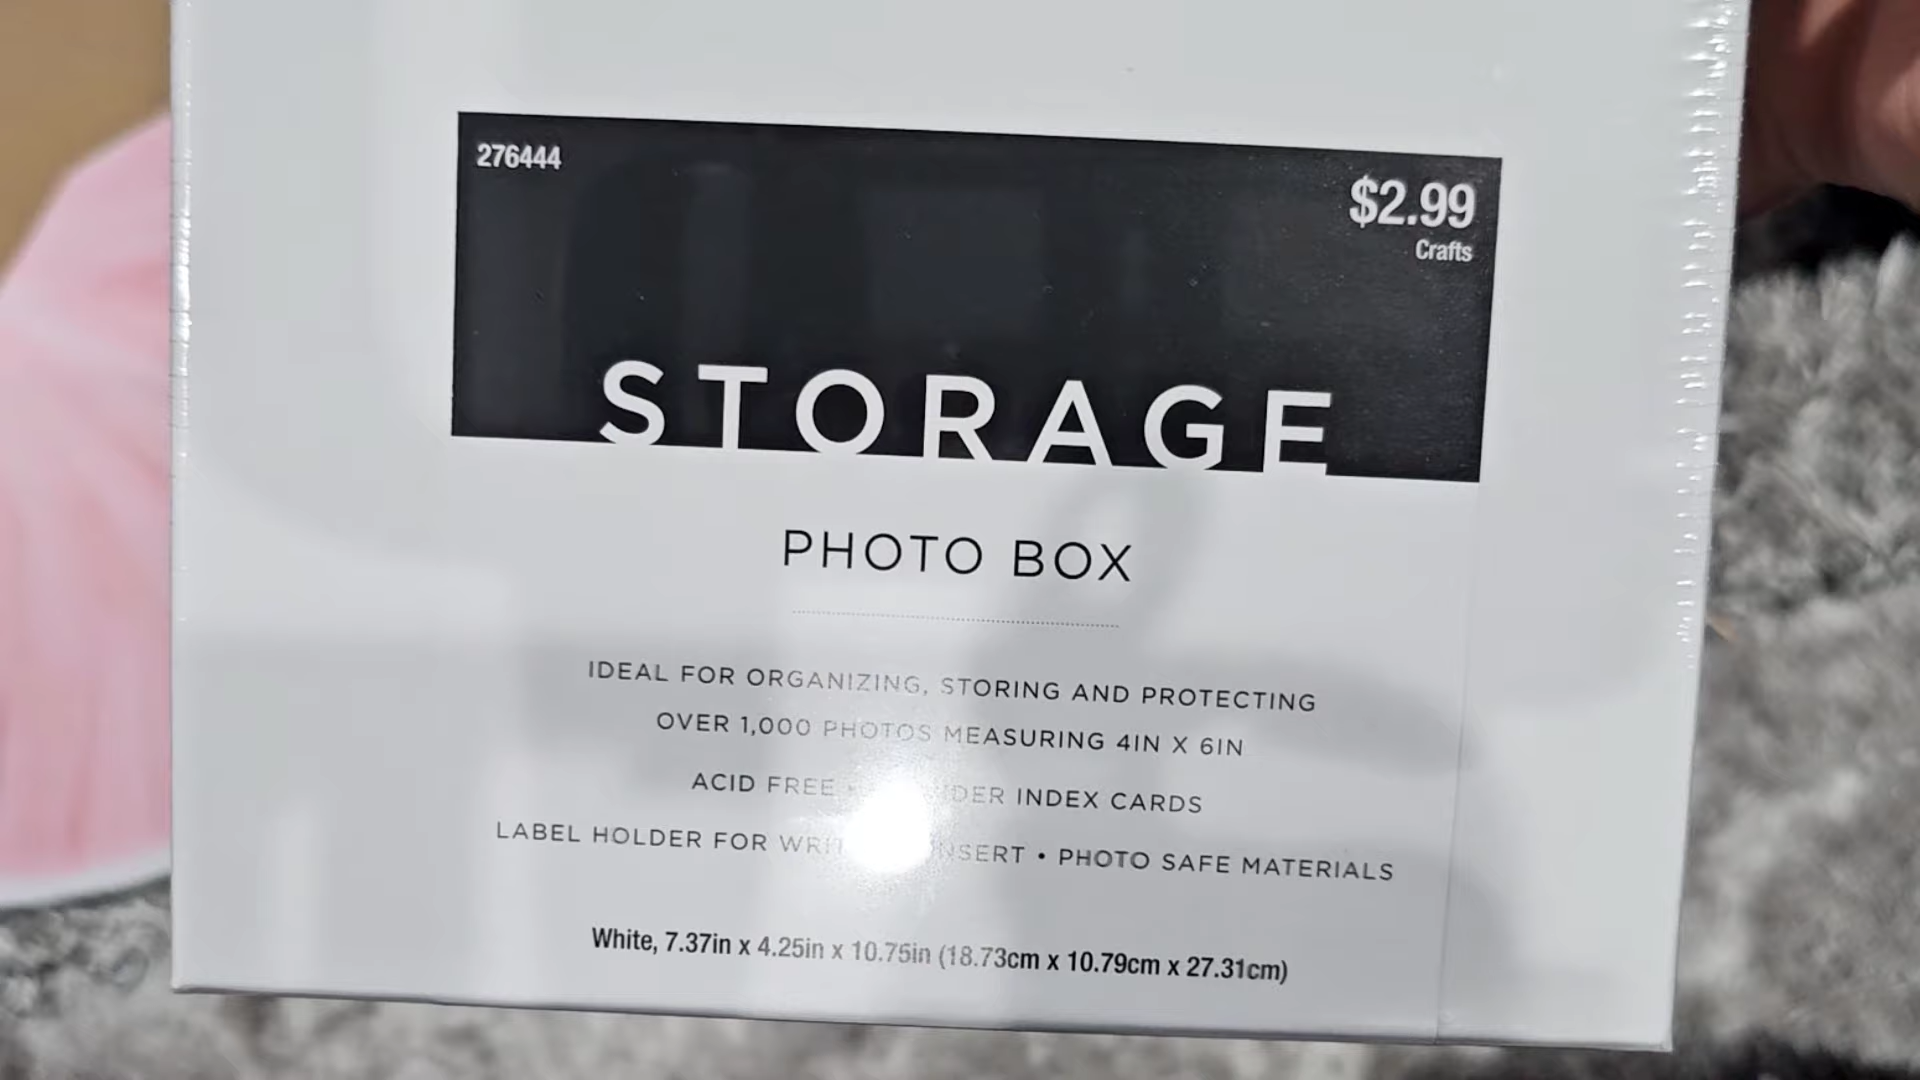 276444
$2.99
Crafts
STORAGE
PHOTO BOX
IDEAL FOR ORGANIZING, STORING AND PROTECTING
OVER 1,000 PHOTOS MEASURING 4IN X 6IN
ACID FREE INDEX CARDS
LABEL HOLDER FOR • PHOTO SAFE MATERIALS
White, 7.37in x 4.25in x 10.75in (18.73cm x 10.79cm x 27.31cm)